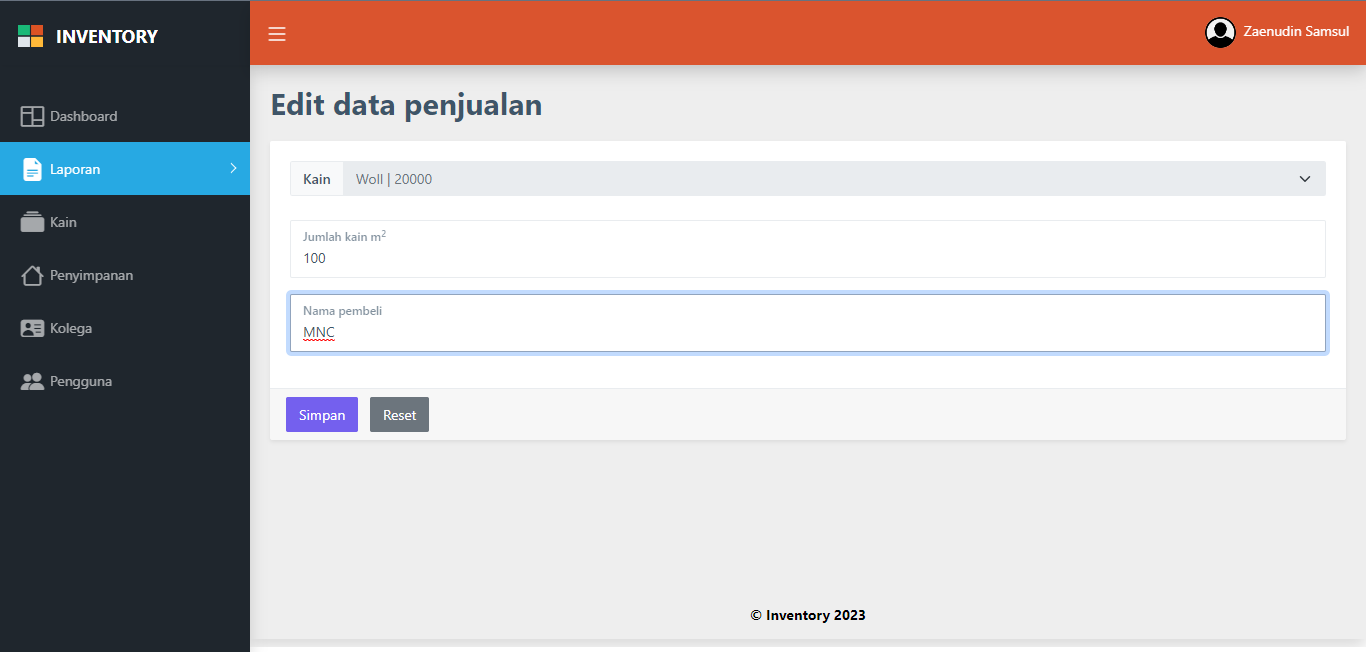 INVENTORY
Zaenudin Samsul
Dashboard
Laporan
Kain
Penyimpanan
Kolega
Pengguna
Edit data penjualan
Kain
Woll | 20000
Jumlah kain m²
100
Nama pembeli
MNC
Simpan
Reset
© Inventory 2023